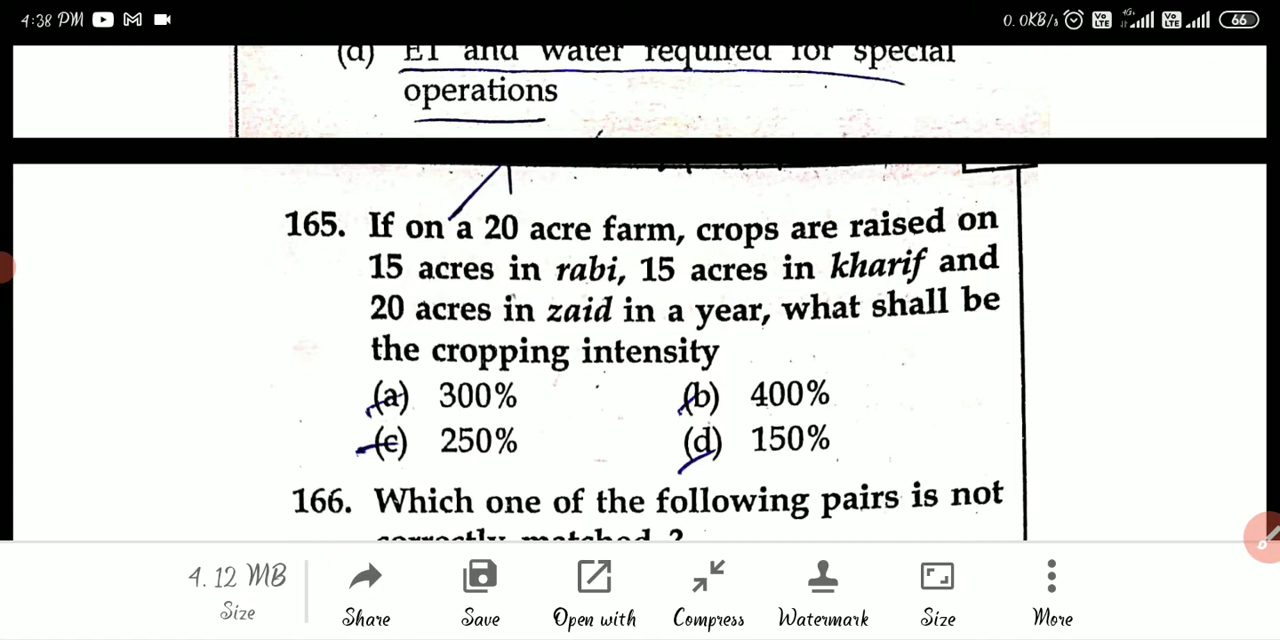 4:38 PM
0.0KB/s 4G 66
(d) ET and water required for special
operations
165. If on a 20 acre farm, crops are raised on
15 acres in rabi, 15 acres in kharif and
20 acres in zaid in a year, what shall be
the cropping intensity
(a) 300% (b) 400%
(c) 250% (d) 150%
166. Which one of the following pairs is not
correctly matched ?
4.12 MB
Size
Share Save Open with Compress Watermark Size More